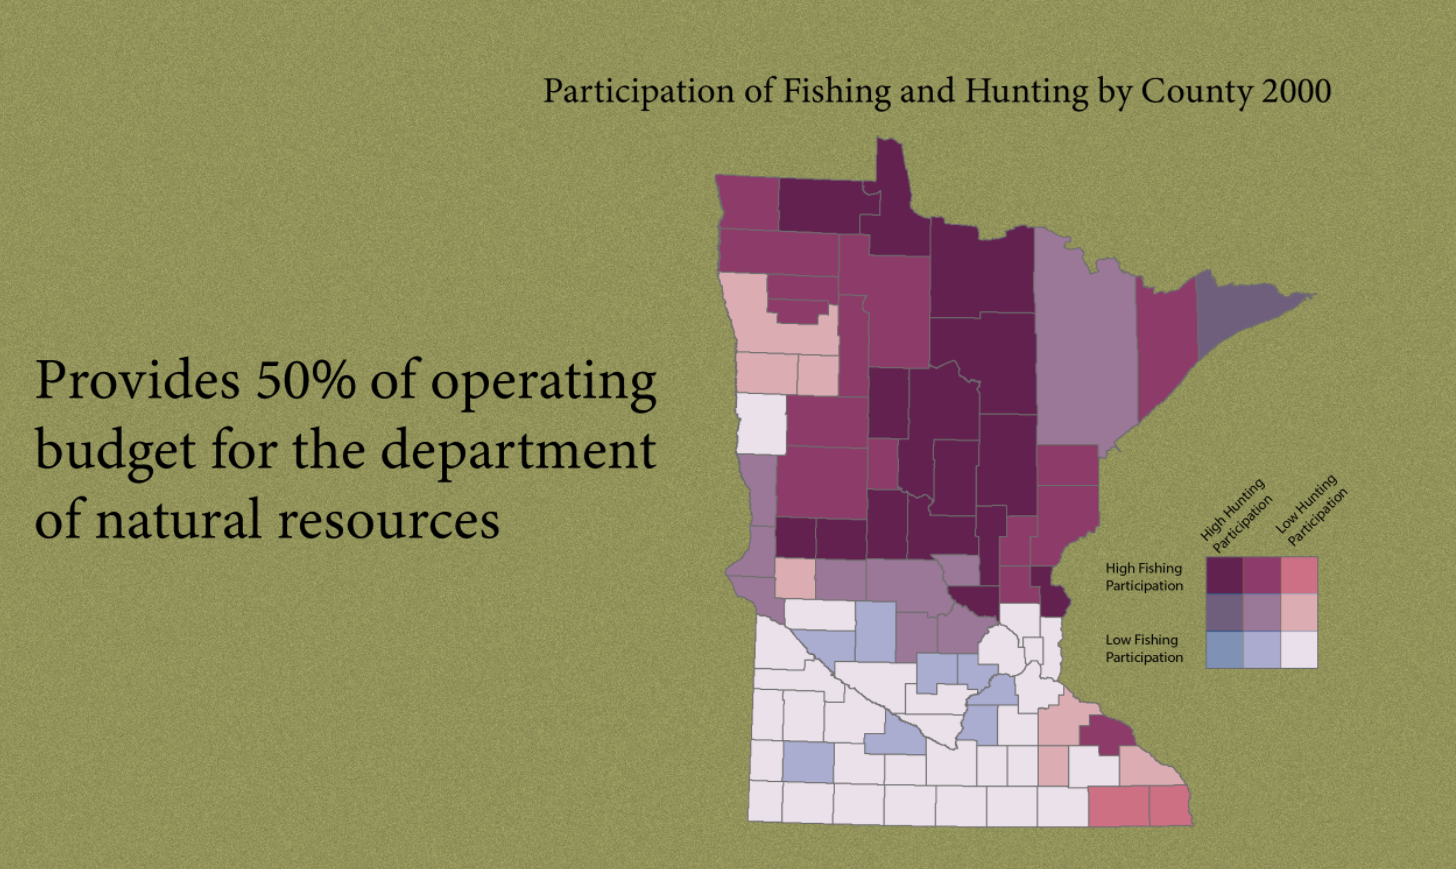 Participation of Fishing and Hunting by County 2000
Provides 50% of operating
budget for the department
of natural resources
High Hunting
Participation
Low Hunting
Participation
High Fishing
Participation
Low Fishing
Participation